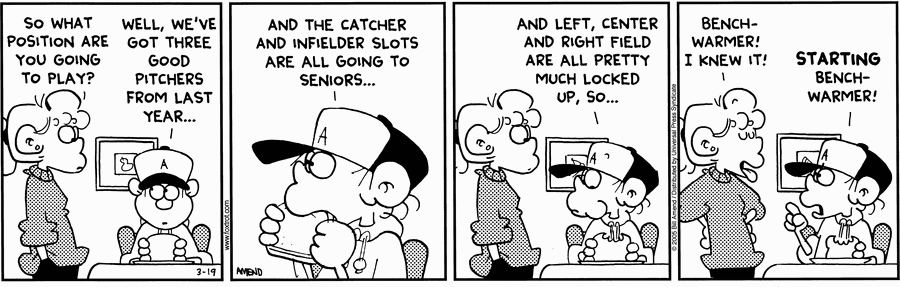 SO WHAT
POSITION ARE
YOU GOING
TO PLAY?
WELL, WE'VE
GOT THREE
GOOD
PITCHERS
FROM LAST
YEAR...
A
3-19
AND THE CATCHER
AND INFIELDER SLOTS
ARE ALL GOING TO
SENIORS...
A
www.foxtrot.com
AMEND
AND LEFT, CENTER
AND RIGHT FIELD
ARE ALL PRETTY
MUCH LOCKED
UP, SO...
A
© 2005 Bill Amend / Distributed by Universal Press Syndicate
BENCH-
WARMER!
I KNEW IT!
STARTING
BENCH-
WARMER!
A